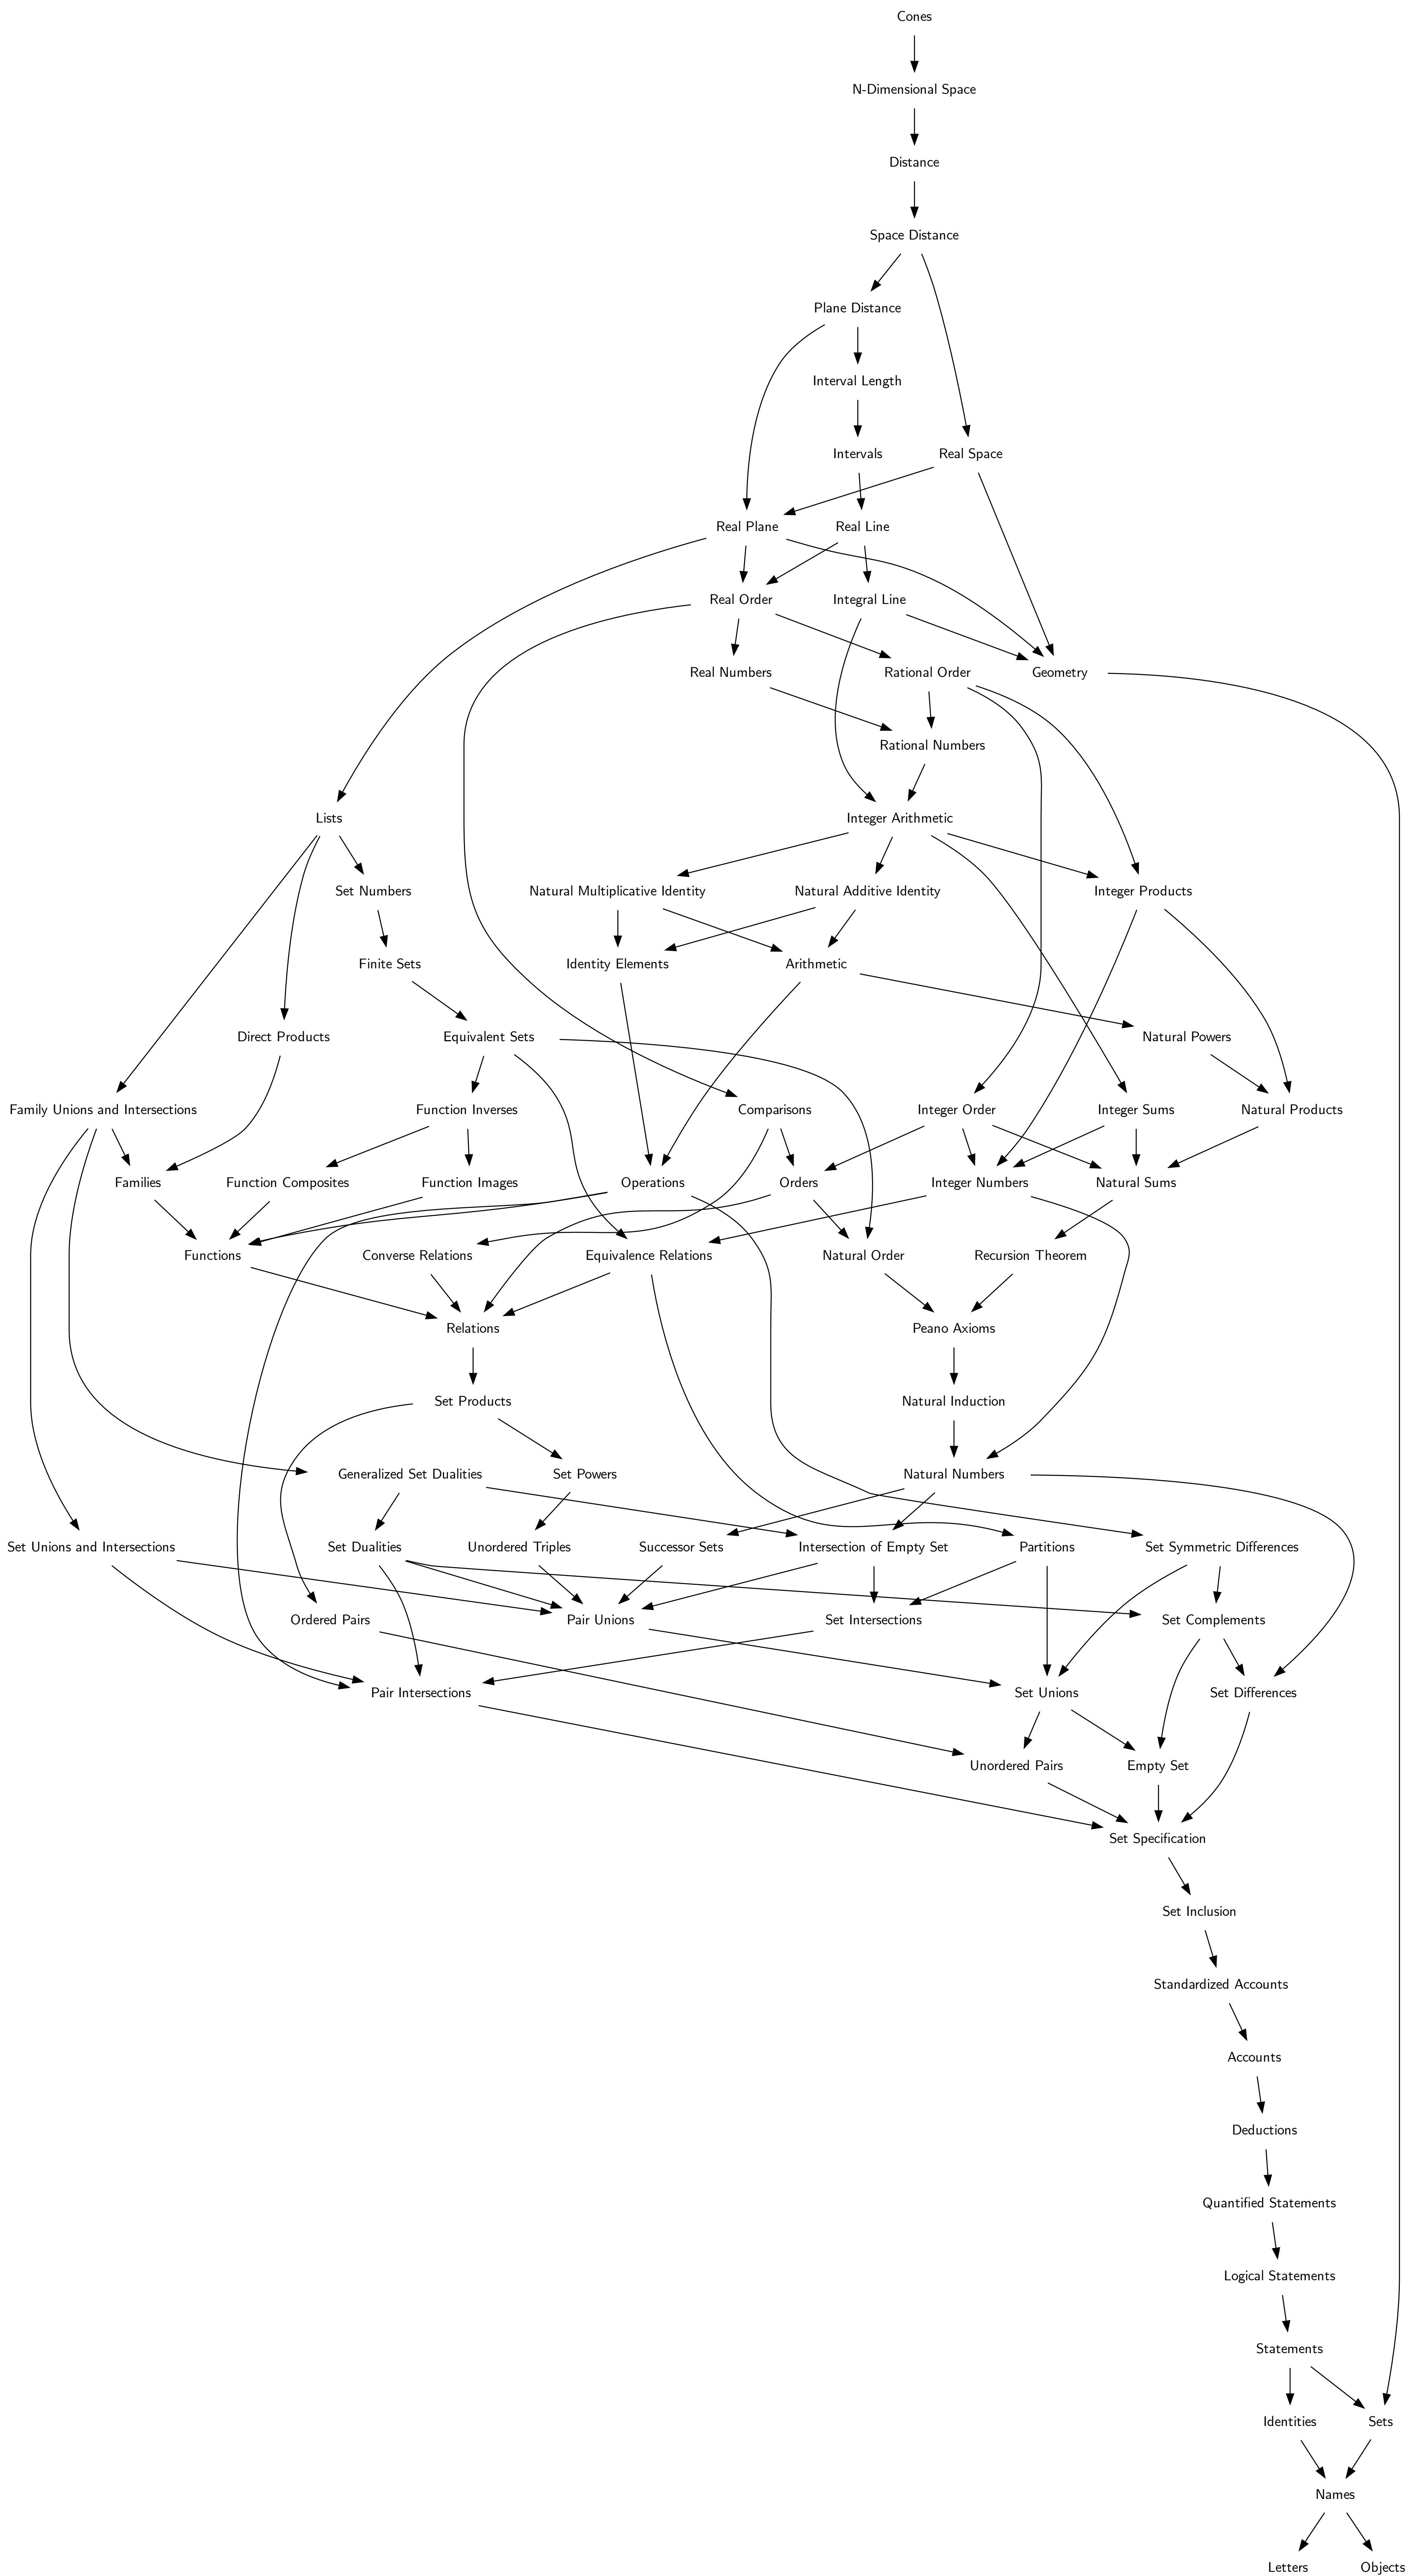 Cones
N-Dimensional Space
Distance
Space Distance
Plane Distance
Interval Length
Intervals
Real Space
Real Plane
Real Line
Real Order
Integral Line
Real Numbers
Rational Order
Geometry
Rational Numbers
Lists
Integer Arithmetic
Set Numbers
Natural Multiplicative Identity
Natural Additive Identity
Integer Products
Finite Sets
Identity Elements
Arithmetic
Direct Products
Equivalent Sets
Natural Powers
Family Unions and Intersections
Function Inverses
Comparisons
Integer Order
Integer Sums
Natural Products
Families
Function Composites
Function Images
Operations
Orders
Integer Numbers
Natural Sums
Functions
Converse Relations
Equivalence Relations
Natural Order
Recursion Theorem
Relations
Peano Axioms
Set Products
Natural Induction
Generalized Set Dualities
Set Powers
Natural Numbers
Set Unions and Intersections
Set Dualities
Unordered Triples
Successor Sets
Intersection of Empty Set
Partitions
Set Symmetric Differences
Ordered Pairs
Pair Unions
Set Intersections
Set Complements
Pair Intersections
Set Unions
Set Differences
Unordered Pairs
Empty Set
Set Specification
Set Inclusion
Standardized Accounts
Accounts
Deductions
Quantified Statements
Logical Statements
Statements
Identities
Sets
Names
Letters
Objects